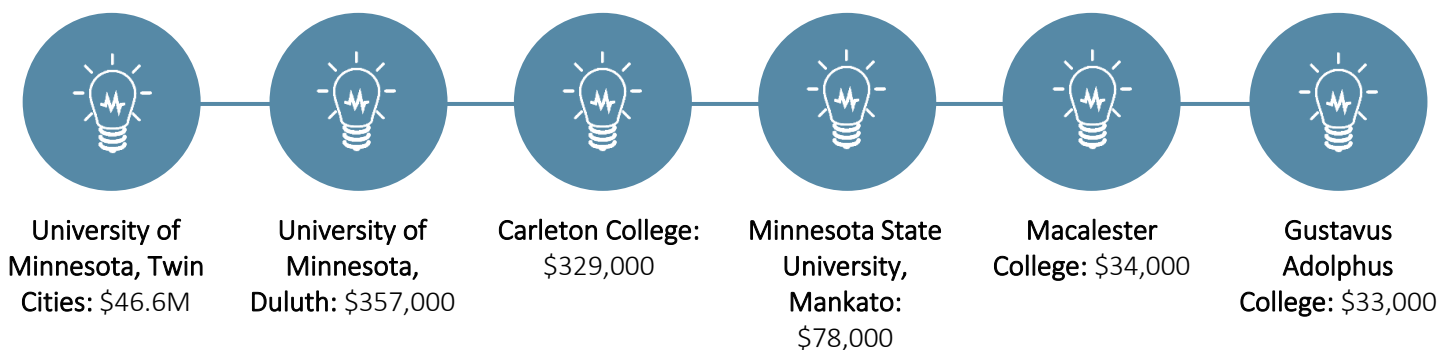 University of
Minnesota, Twin
Cities: $46.6M
University of
Minnesota,
Duluth: $357,000
Carleton College:
$329,000
Minnesota State
University,
Mankato:
$78,000
Macalester
College: $34,000
Gustavus
Adolphus
College: $33,000